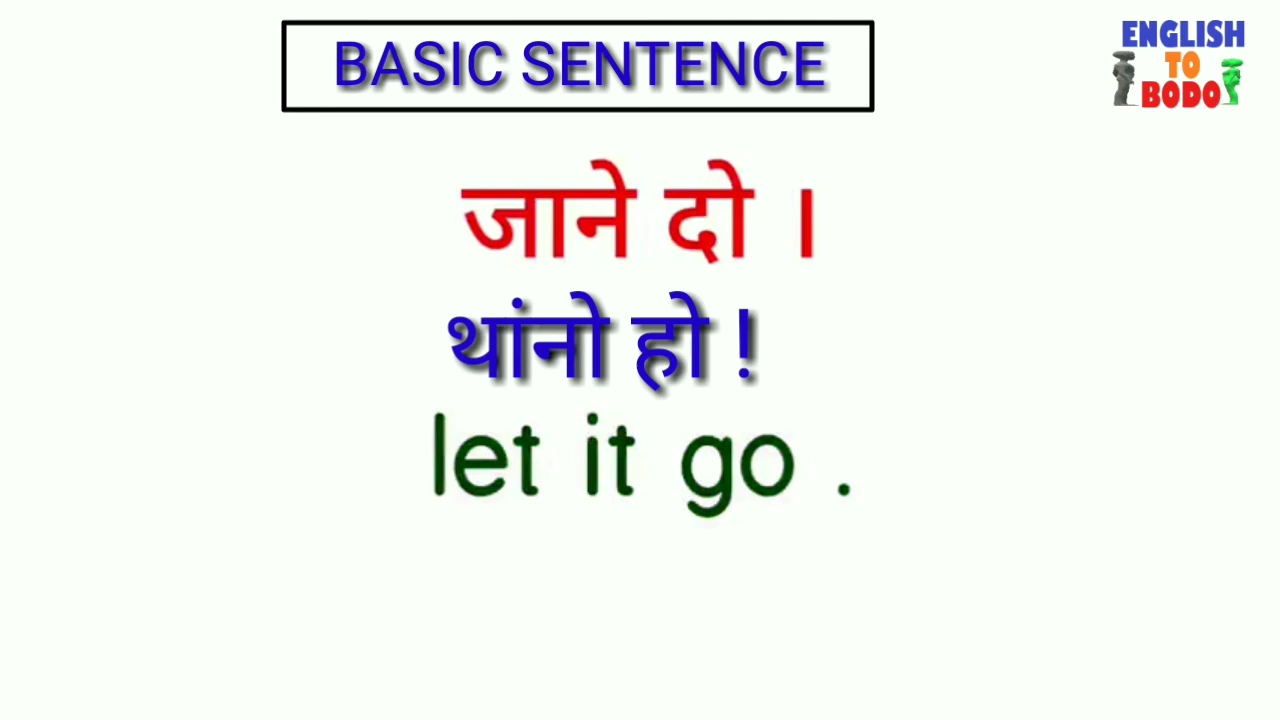 BASIC SENTENCE
ENGLISH
TO
BODO
जाने दो ।
थांनो हो !
let it go .